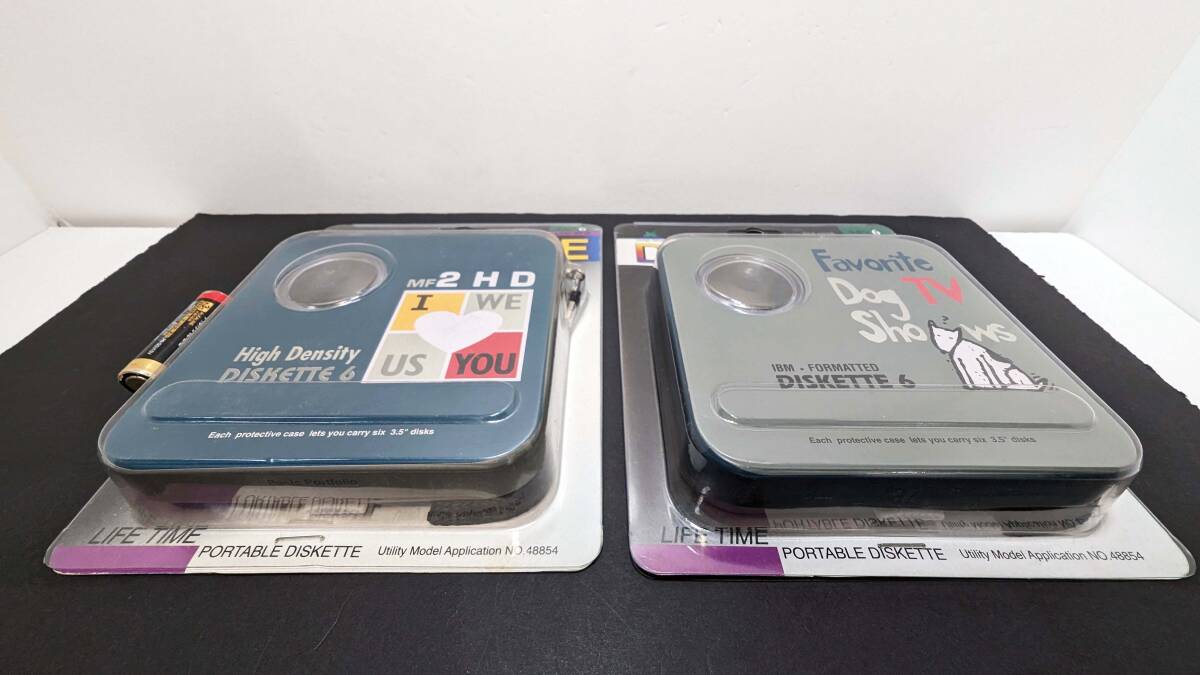 E
MF2HD
I WE
US YOU
High Density
DISKETTE 6
Each protective case lets you carry six 3.5" disks
LIFE TIME
PORTABLE DISKETTE Utility Model Application NO.48854
Favorite
Dog TV
Shows
IBM - FORMATTED
DISKETTE 6
Each protective case lets you carry six 3.5" disks
LIFE TIME
PORTABLE DISKETTE Utility Model Application NO.48854